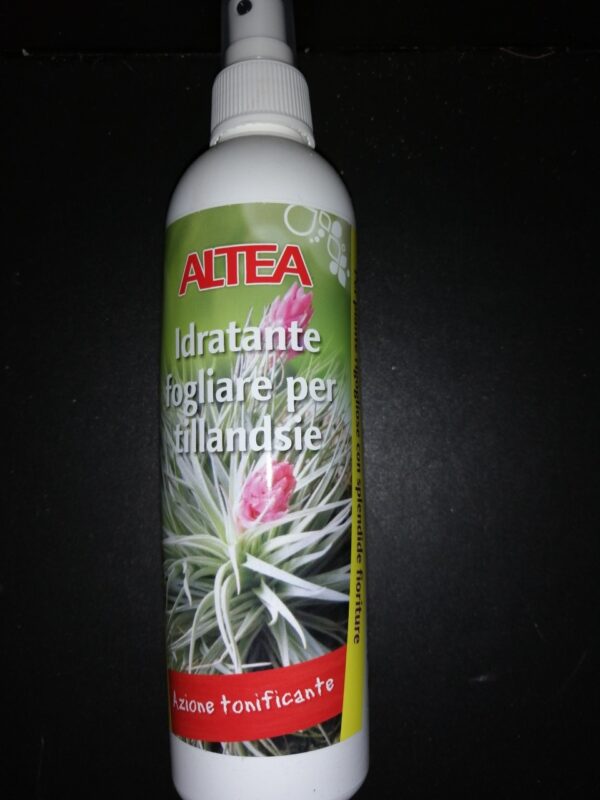 ALTEA
Idratante
fogliare per
tillandsie
Azione tonificante
con splendide fioriture